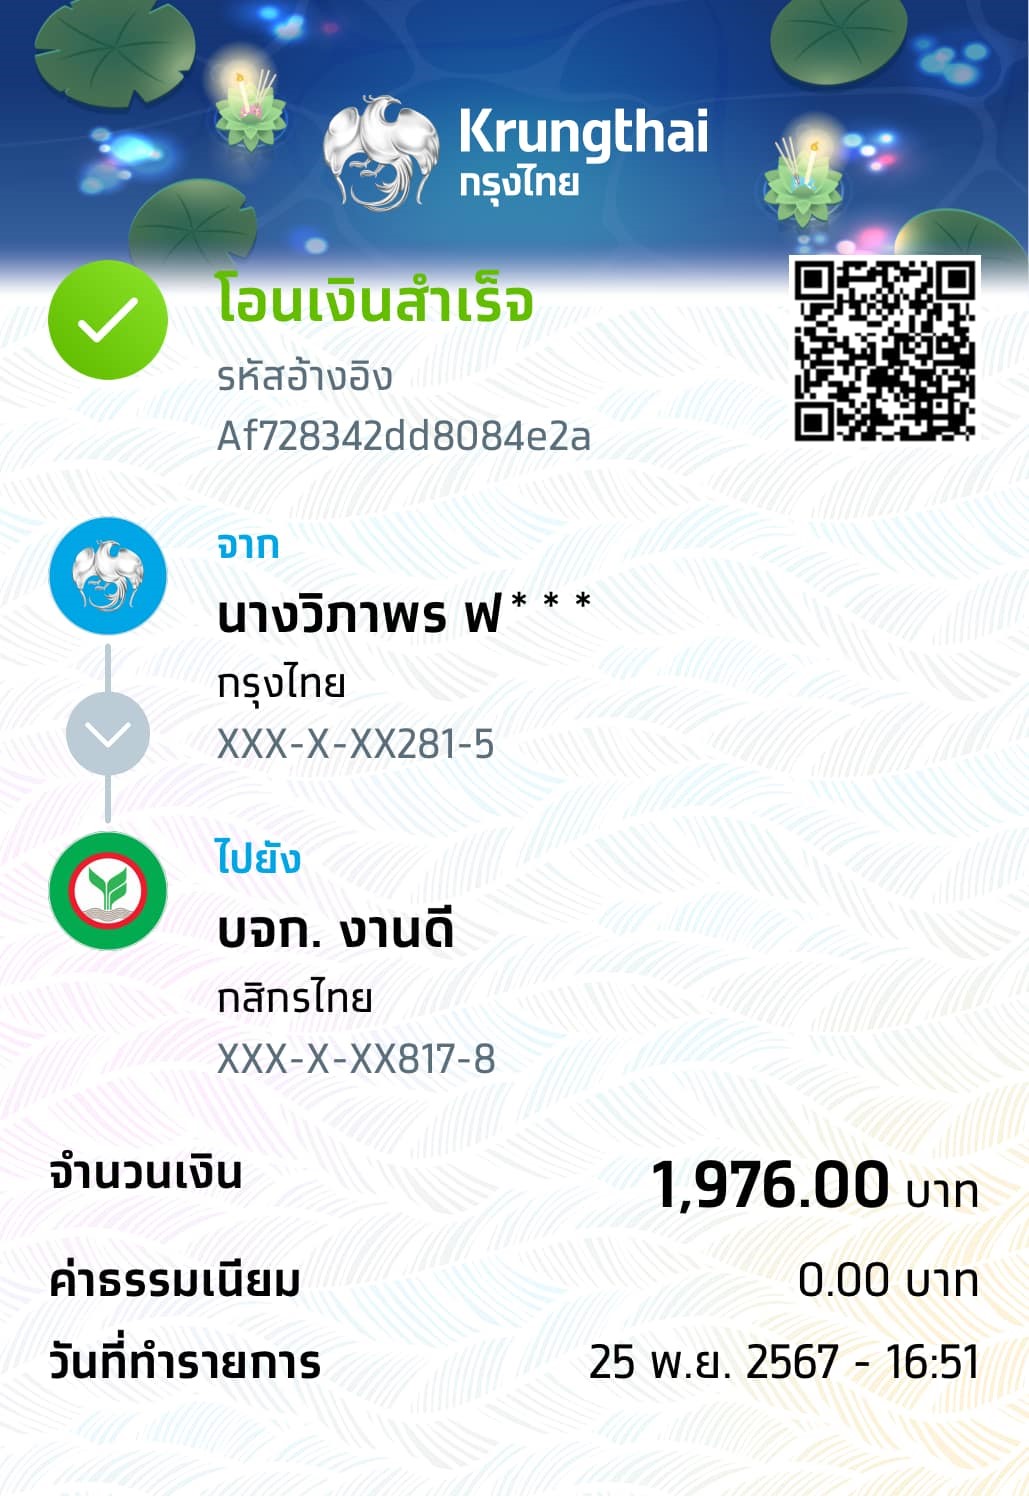 Krungthai
กรุงไทย
โอนเงินสำเร็จ
รหัสอ้างอิง
Af728342dd8084e2a
จาก
นางวิภาพร ฟ***
กรุงไทย
XXX-X-XX281-5
ไปยัง
บจก. งานดี
กสิกรไทย
XXX-X-XX817-8
จำนวนเงิน 1,976.00 บาท
ค่าธรรมเนียม 0.00 บาท
วันที่ทำรายการ 25 พ.ย. 2567 - 16:51